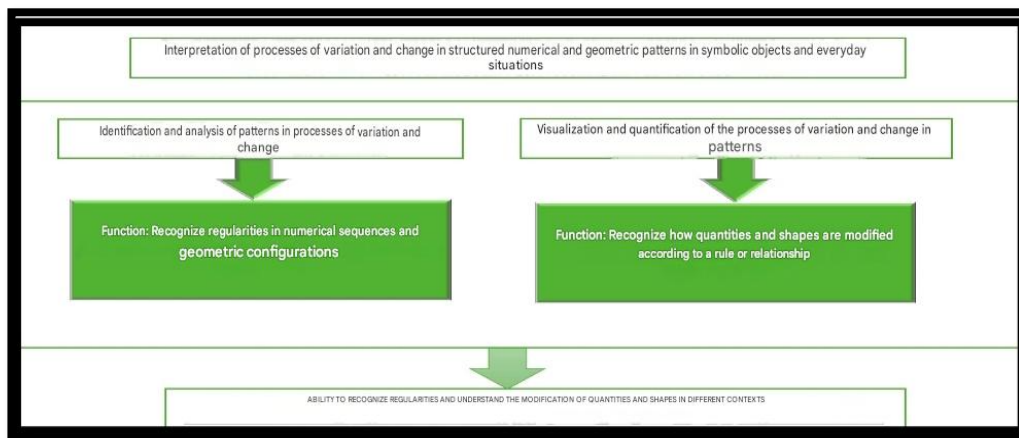 Interpretation of processes of variation and change in structured numerical and geometric patterns in symbolic objects and everyday
situations
Identification and analysis of patterns in processes of variation and
change
Visualization and quantification of the processes of variation and change in
patterns
Function: Recognize regularities in numerical sequences and
geometric configurations
Function: Recognize how quantities and shapes are modified
according to a rule or relationship
ABILITY TO RECOGNIZE REGULARITIES AND UNDERSTAND THE MODIFICATION OF QUANTITIES AND SHAPES IN DIFFERENT CONTEXTS